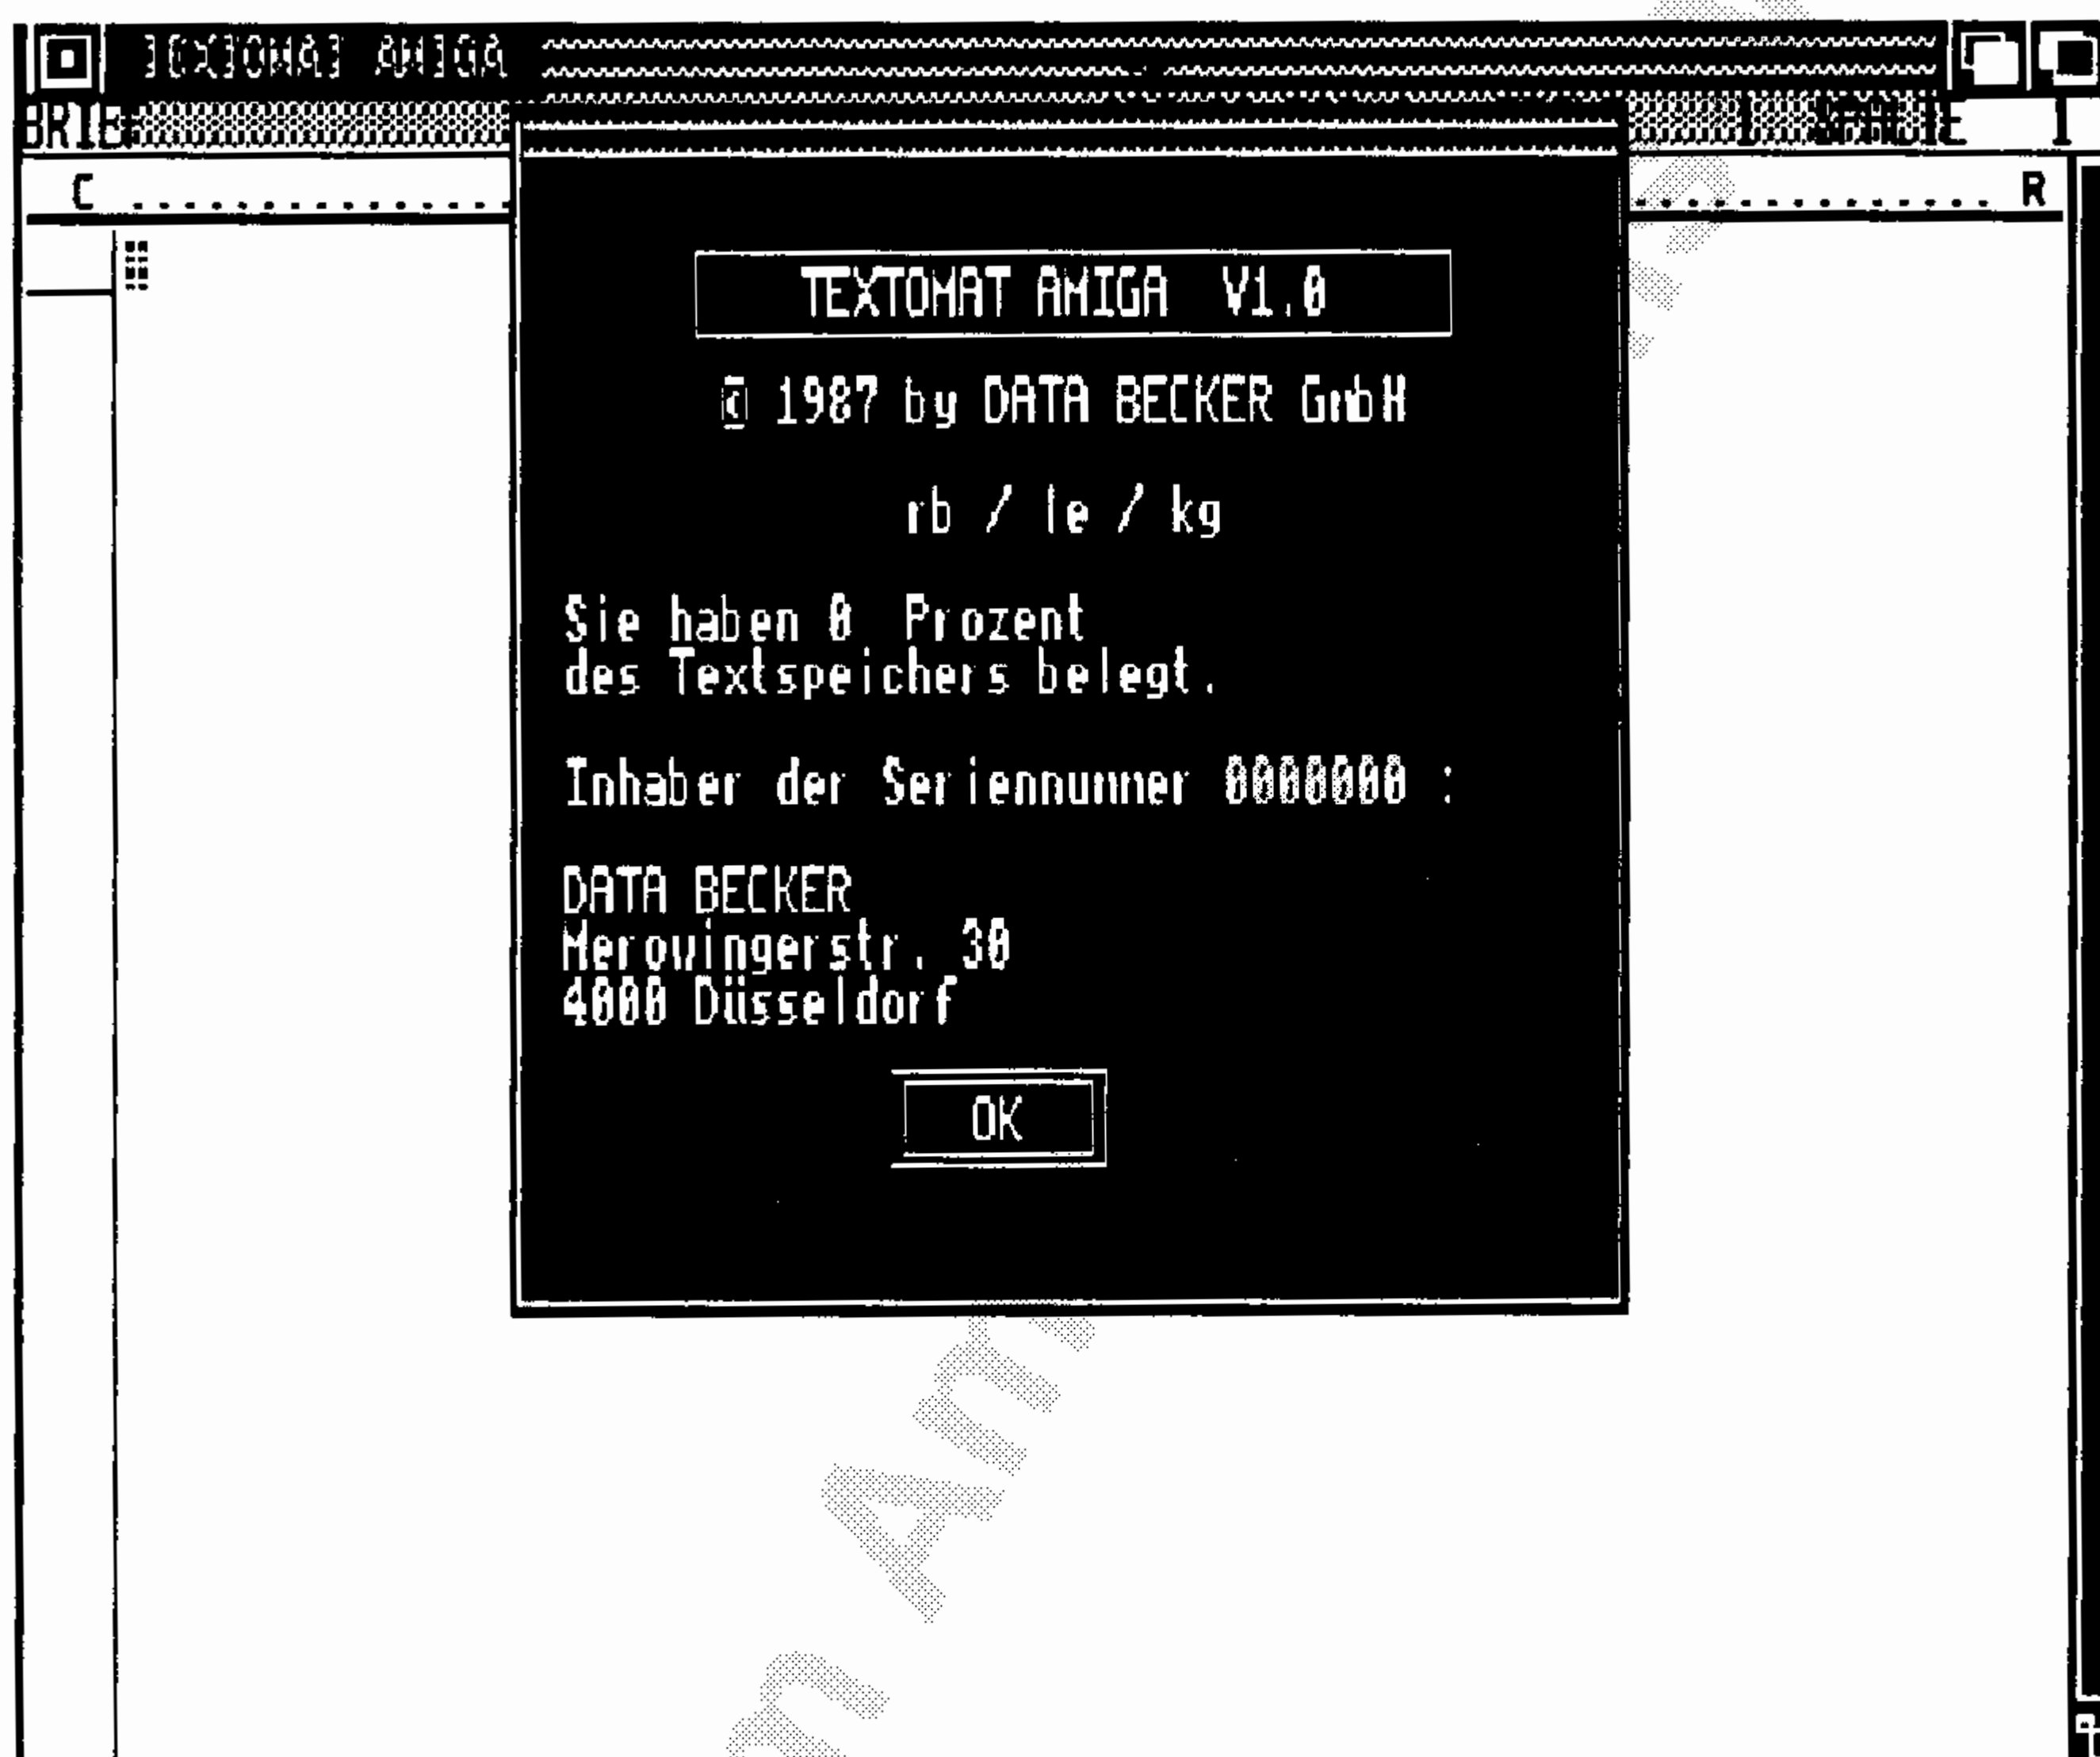 TEXTOMAT AMIGA
C R
TEXTOMAT AMIGA V1.0
© 1987 by DATA BECKER GmbH
rb / le / kg
Sie haben 0 Prozent
des Textspeichers belegt.
Inhaber der Seriennummer 0000000 :
DATA BECKER
Merowingerstr. 30
4000 Düsseldorf
OK